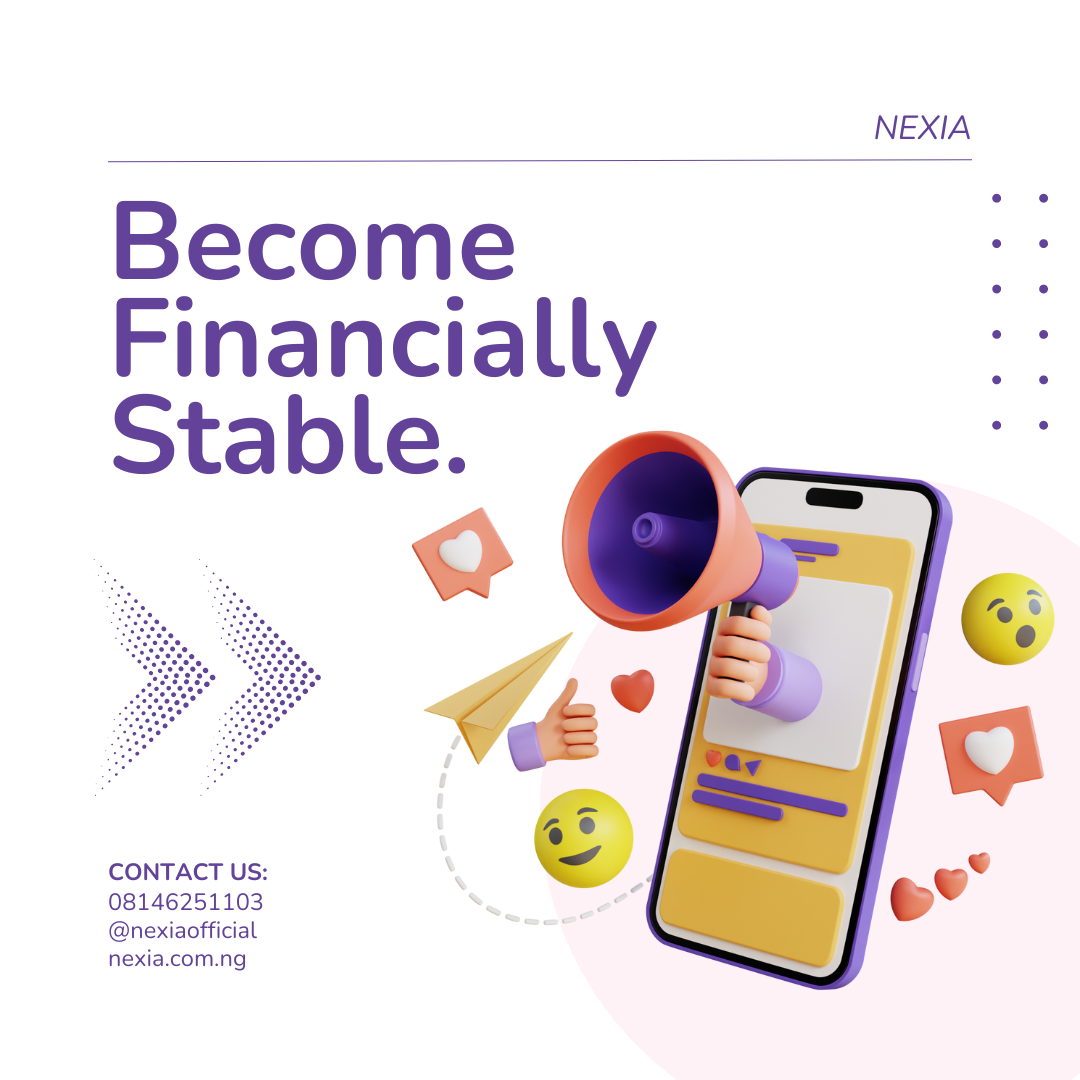 NEXIA
Become
Financially
Stable.
CONTACT US:
08146251103
@nexiaofficial
nexia.com.ng